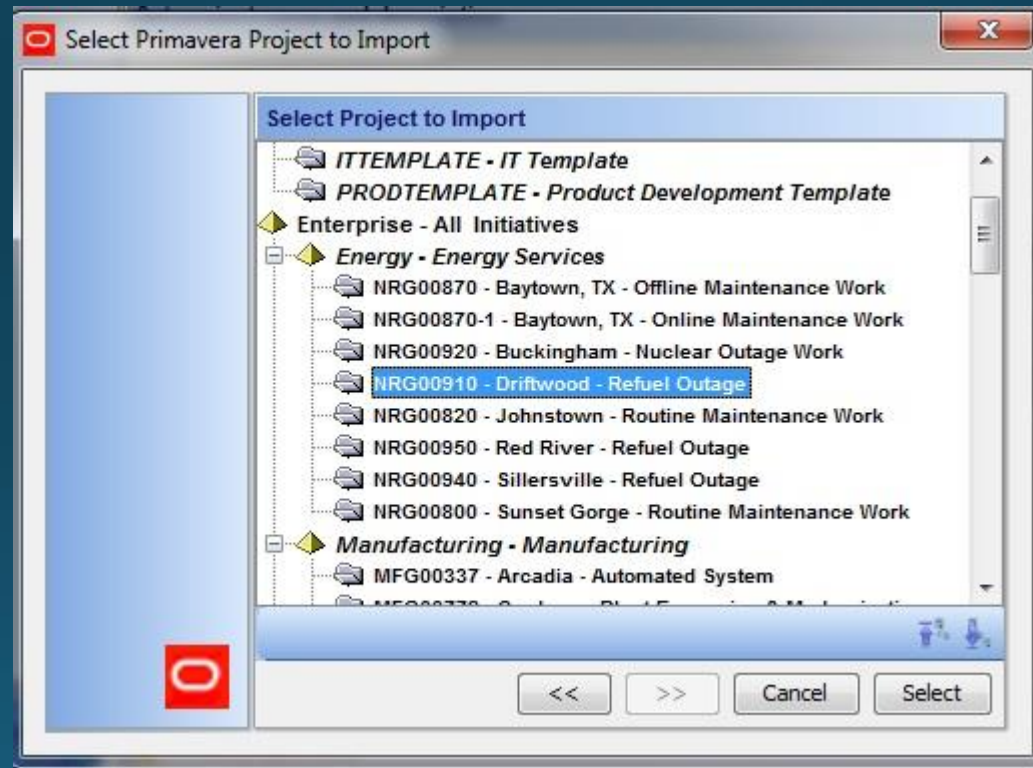 Select Primavera Project to Import
Select Project to Import
ITTEMPLATE - IT Template
PRODTEMPLATE - Product Development Template
Enterprise - All Initiatives
Energy - Energy Services
NRG00870 - Baytown, TX - Offline Maintenance Work
NRG00870-1 - Baytown, TX - Online Maintenance Work
NRG00920 - Buckingham - Nuclear Outage Work
NRG00910 - Driftwood - Refuel Outage
NRG00820 - Johnstown - Routine Maintenance Work
NRG00950 - Red River - Refuel Outage
NRG00940 - Sillersville - Refuel Outage
NRG00800 - Sunset Gorge - Routine Maintenance Work
Manufacturing - Manufacturing
MFG00337 - Arcadia - Automated System
<< >> Cancel Select